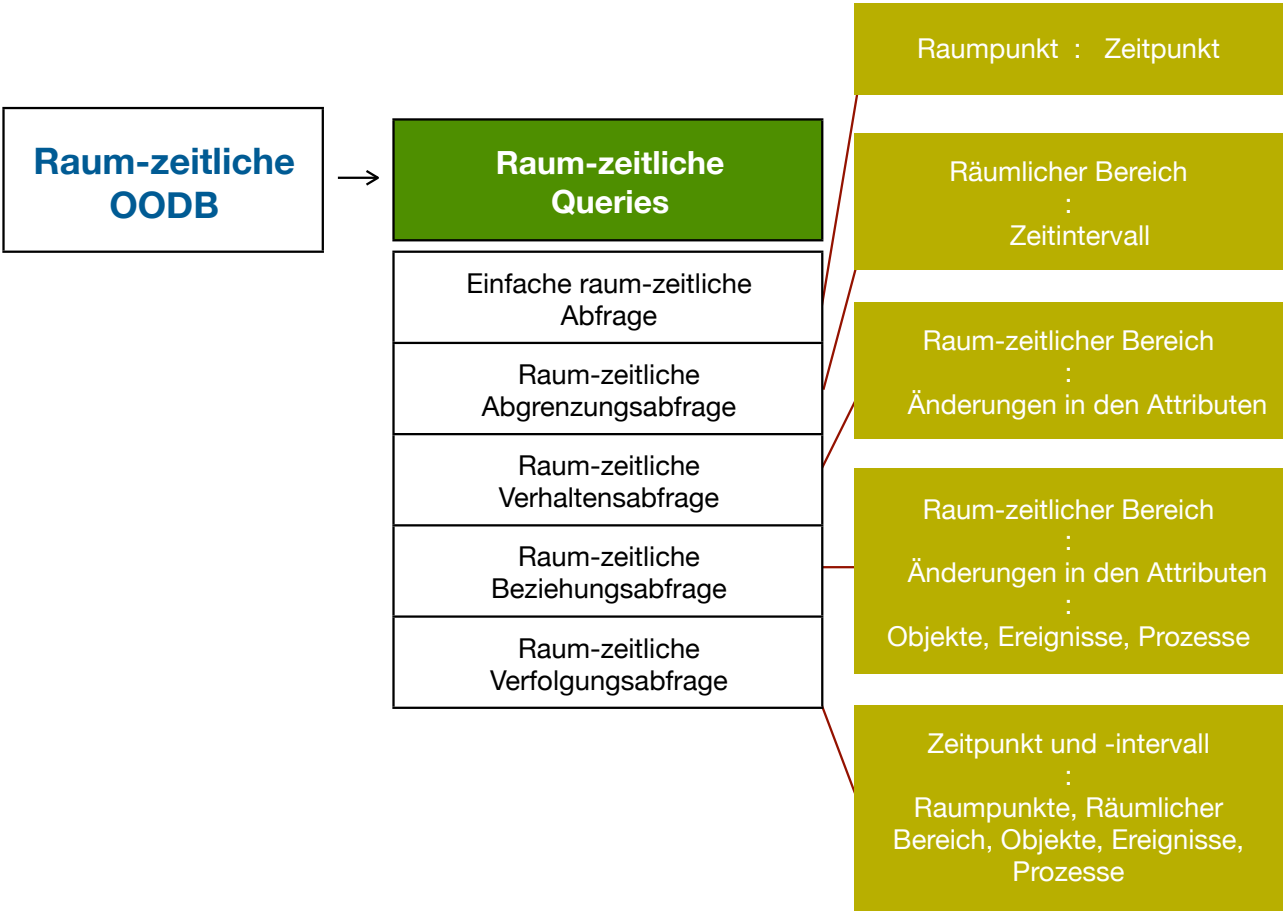 Raum-zeitliche
OODB
Raum-zeitliche
Queries
Einfache raum-zeitliche
Abfrage
Raum-zeitliche
Abgrenzungsabfrage
Raum-zeitliche
Verhaltensabfrage
Raum-zeitliche
Beziehungsabfrage
Raum-zeitliche
Verfolgungsabfrage
Raumpunkt : Zeitpunkt
Räumlicher Bereich
:
Zeitintervall
Raum-zeitlicher Bereich
:
Änderungen in den Attributen
Raum-zeitlicher Bereich
:
Änderungen in den Attributen
:
Objekte, Ereignisse, Prozesse
Zeitpunkt und -intervall
:
Raumpunkte, Räumlicher
Bereich, Objekte, Ereignisse,
Prozesse